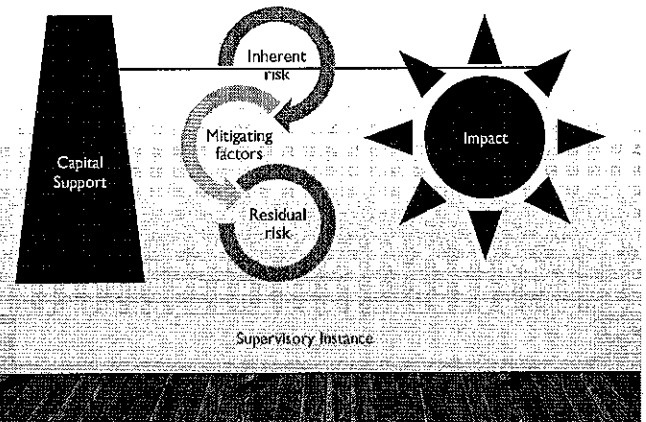 Inherent
risk
Mitigating
factors
Capital
Support
Impact
Residual
risk
Supervisory Instance